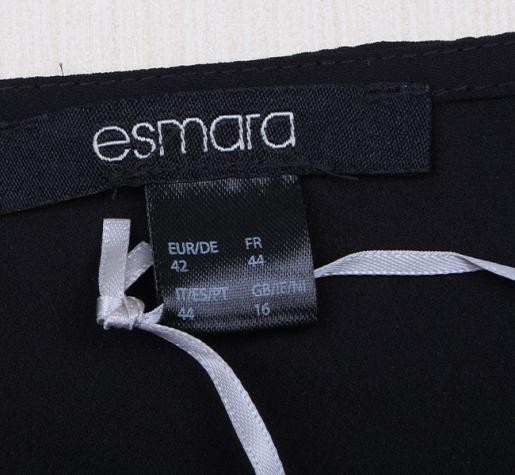 esmara
EUR/DE FR
42 44
IT/ES/PT GB/IE/NI
44 16